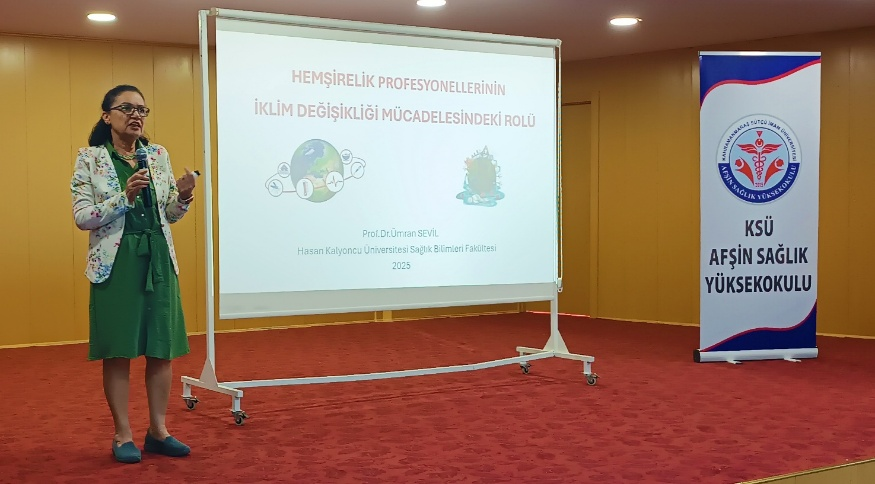 HEMŞİRELİK PROFESYONELLERİNİN
İKLİM DEĞİŞİKLİĞİ MÜCADELESİNDEKİ ROLÜ
Prof.Dr.Ümran SEVİL
Hasan Kalyoncu Üniversitesi Sağlık Bilimleri Fakültesi
2025
KAHRAMANMARAŞ SÜTÇÜ İMAM ÜNİVERSİTESİ
AFŞİN SAĞLIK YÜKSEKOKULU
KSÜ
AFŞİN SAĞLIK
YÜKSEKOKULU